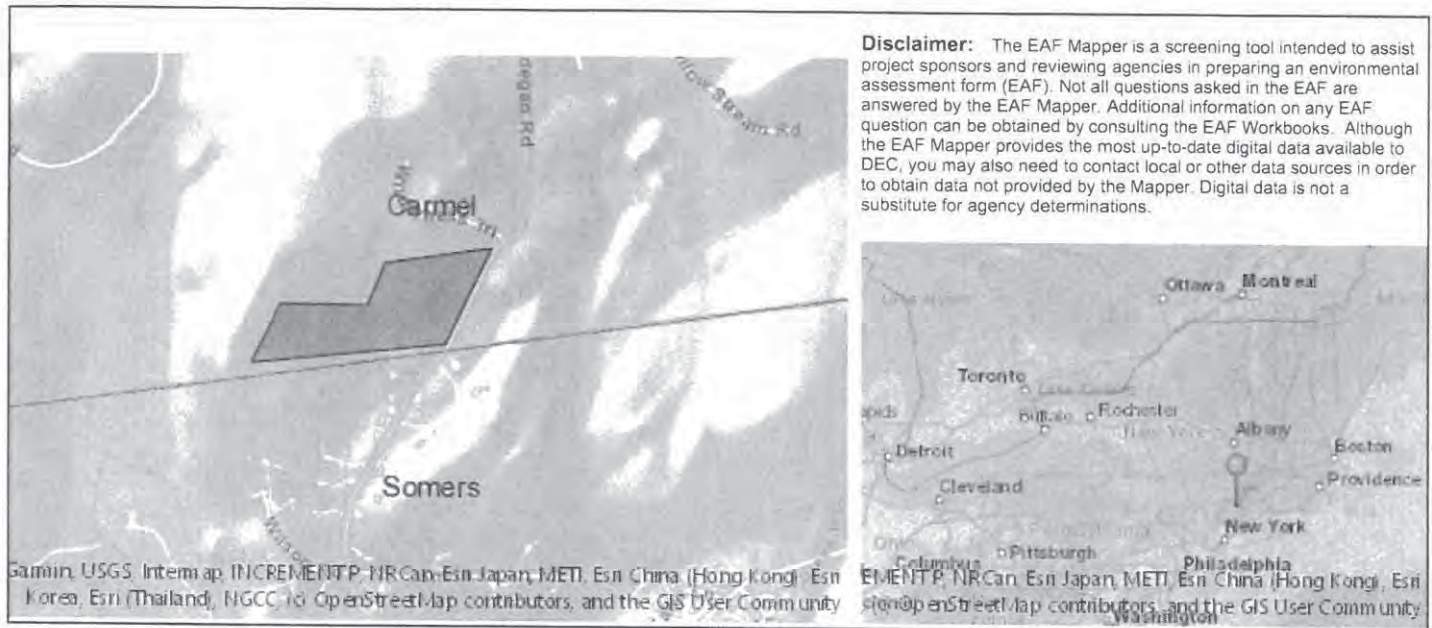 Disclaimer: The EAF Mapper is a screening tool intended to assist
project sponsors and reviewing agencies in preparing an environmental
assessment form (EAF). Not all questions asked in the EAF are
answered by the EAF Mapper. Additional information on any EAF
question can be obtained by consulting the EAF Workbooks. Although
the EAF Mapper provides the most up-to-date digital data available to
DEC, you may also need to contact local or other data sources in order
to obtain data not provided by the Mapper. Digital data is not a
substitute for agency determinations.
Stream Rd
Rd
Carmel
Somers
Garmin, USGS, Intermap, INCREMENT P, NRCan, Esri Japan, METI, Esri China (Hong Kong), Esri
Korea, Esri (Thailand), NGCC, (c) OpenStreetMap contributors, and the GIS User Community
Ottawa
Montreal
Toronto
apids
Buffalo
Rochester
Albany
Detroit
Boston
Cleveland
Providence
New York
Pittsburgh
Columbus
Philadelphia
EMENT P, NRCan, Esri Japan, METI, Esri China (Hong Kong), Esri
OpenStreetMap contributors, and the GIS User Community
Washington